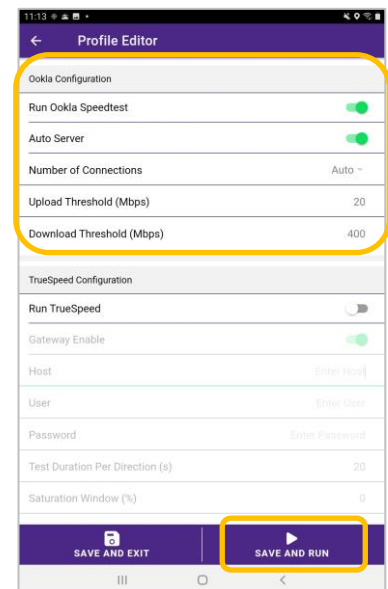 11:13
Profile Editor
Ookla Configuration
Run Ookla Speedtest
Auto Server
Number of Connections Auto
Upload Threshold (Mbps) 20
Download Threshold (Mbps) 400
TrueSpeed Configuration
Run TrueSpeed
Gateway Enable
Host Enter Host
User Enter User
Password Enter Password
Test Duration Per Direction (s) 20
Saturation Window (%) 0
SAVE AND EXIT SAVE AND RUN